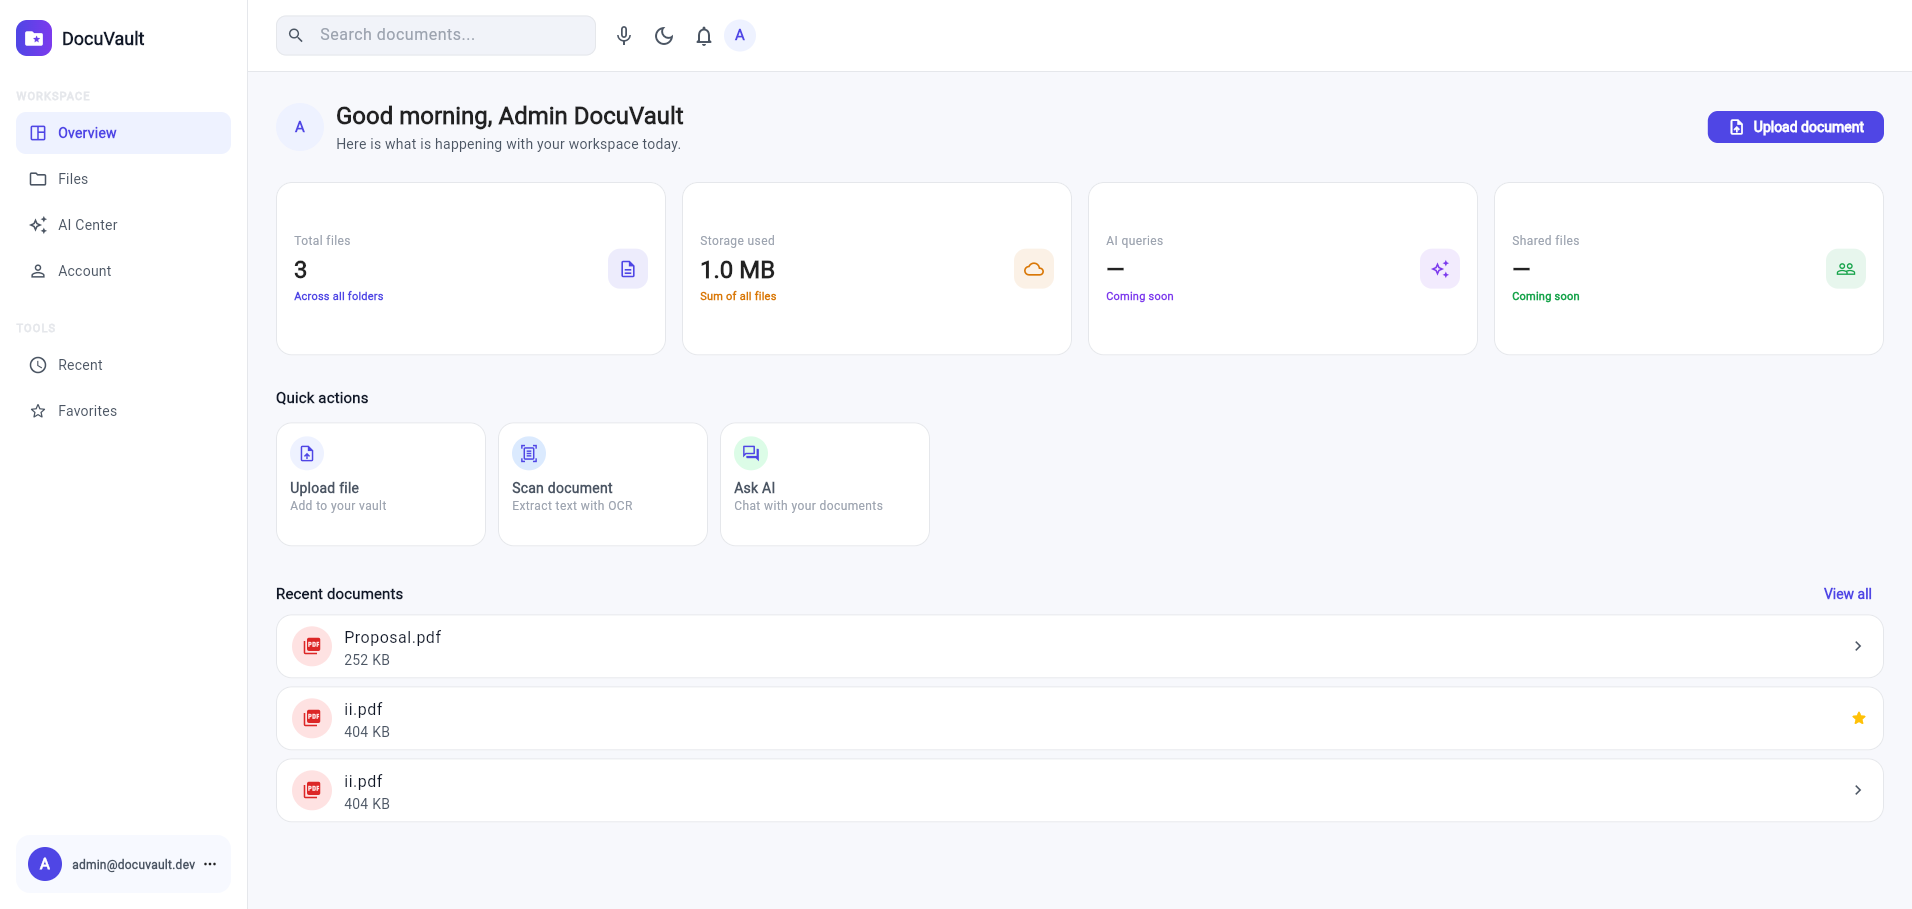 DocuVault
Search documents...
A
WORKSPACE
Overview
Files
AI Center
Account
TOOLS
Recent
Favorites
A
admin@docuvault.dev
A
Good morning, Admin DocuVault
Here is what is happening with your workspace today.
Upload document
Total files
3
Across all folders
Storage used
1.0 MB
Sum of all files
AI queries
—
Coming soon
Shared files
—
Coming soon
Quick actions
Upload file
Add to your vault
Scan document
Extract text with OCR
Ask AI
Chat with your documents
Recent documents
View all
PDF
Proposal.pdf
252 KB
PDF
ii.pdf
404 KB
PDF
ii.pdf
404 KB